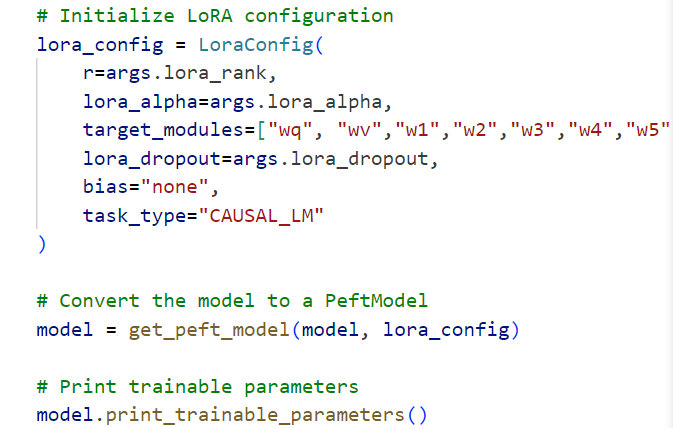 # Initialize LoRA configuration
lora_config = LoraConfig(
    r=args.lora_rank,
    lora_alpha=args.lora_alpha,
    target_modules=["wq", "wv","w1","w2","w3","w4","w5"
    lora_dropout=args.lora_dropout,
    bias="none",
    task_type="CAUSAL_LM"
)
# Convert the model to a PeftModel
model = get_peft_model(model, lora_config)
# Print trainable parameters
model.print_trainable_parameters()